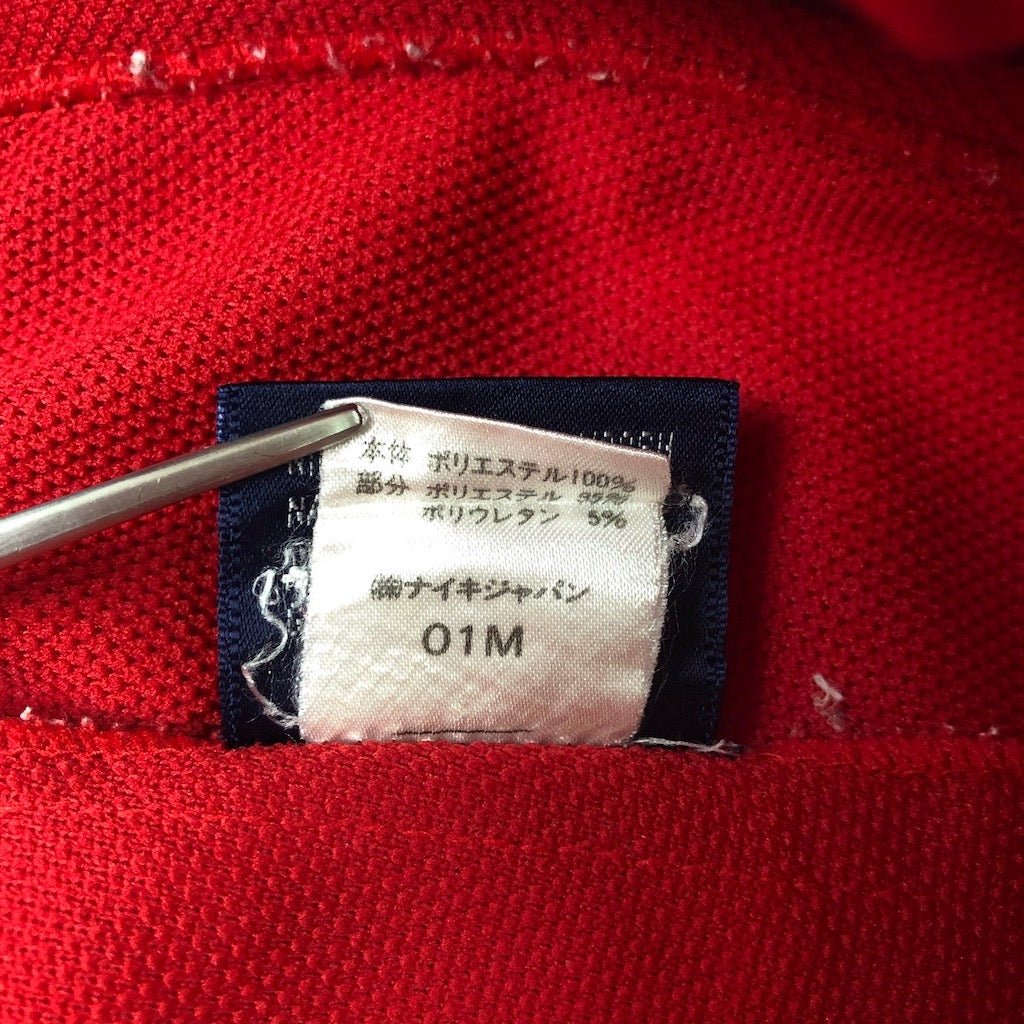 本体 ポリエステル100%
部分 ポリエステル 95%
ポリウレタン 5%
㈱ナイキジャパン
01M